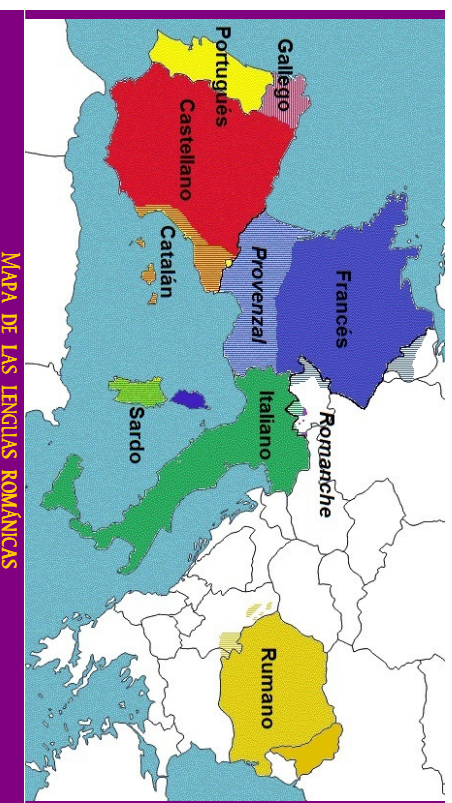 Gallego
Portugués
Castellano
Catalán
Provenzal
Francés
Romanche
Italiano
Sardo
Rumano
MAPA DE LAS LENGUAS ROMÁNICAS